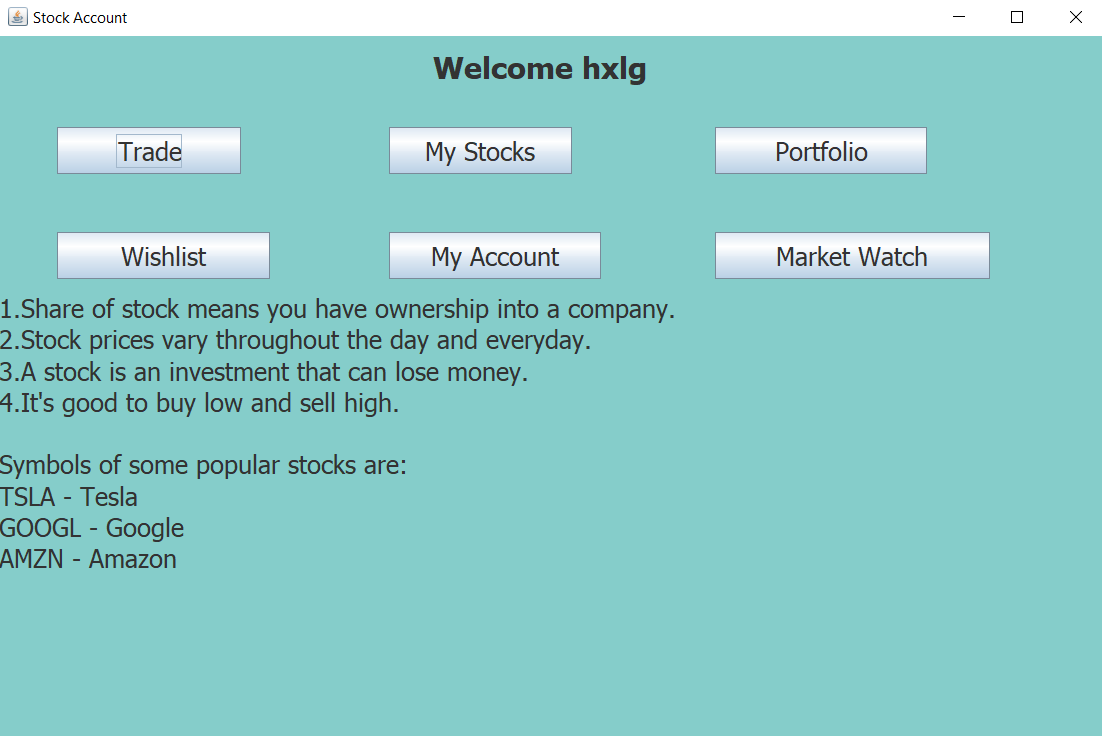 Stock Account
Welcome hxlg
Trade My Stocks Portfolio
Wishlist My Account Market Watch
1.Share of stock means you have ownership into a company.
2.Stock prices vary throughout the day and everyday.
3.A stock is an investment that can lose money.
4.It's good to buy low and sell high.
Symbols of some popular stocks are:
TSLA - Tesla
GOOGL - Google
AMZN - Amazon